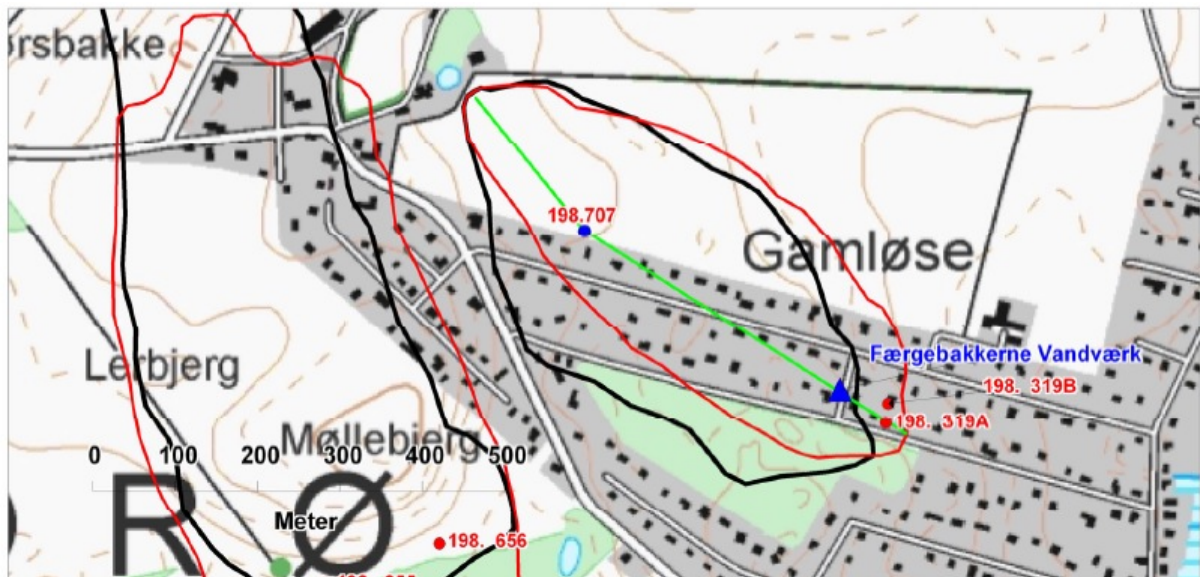 ørsbakke
198.707
Gamløse
Færgebakkerne Vandværk
198. 319B
198. 319A
Lerbjerg
Møllebjerg
0 100 200 300 400 500
Meter
RØ
198. 656